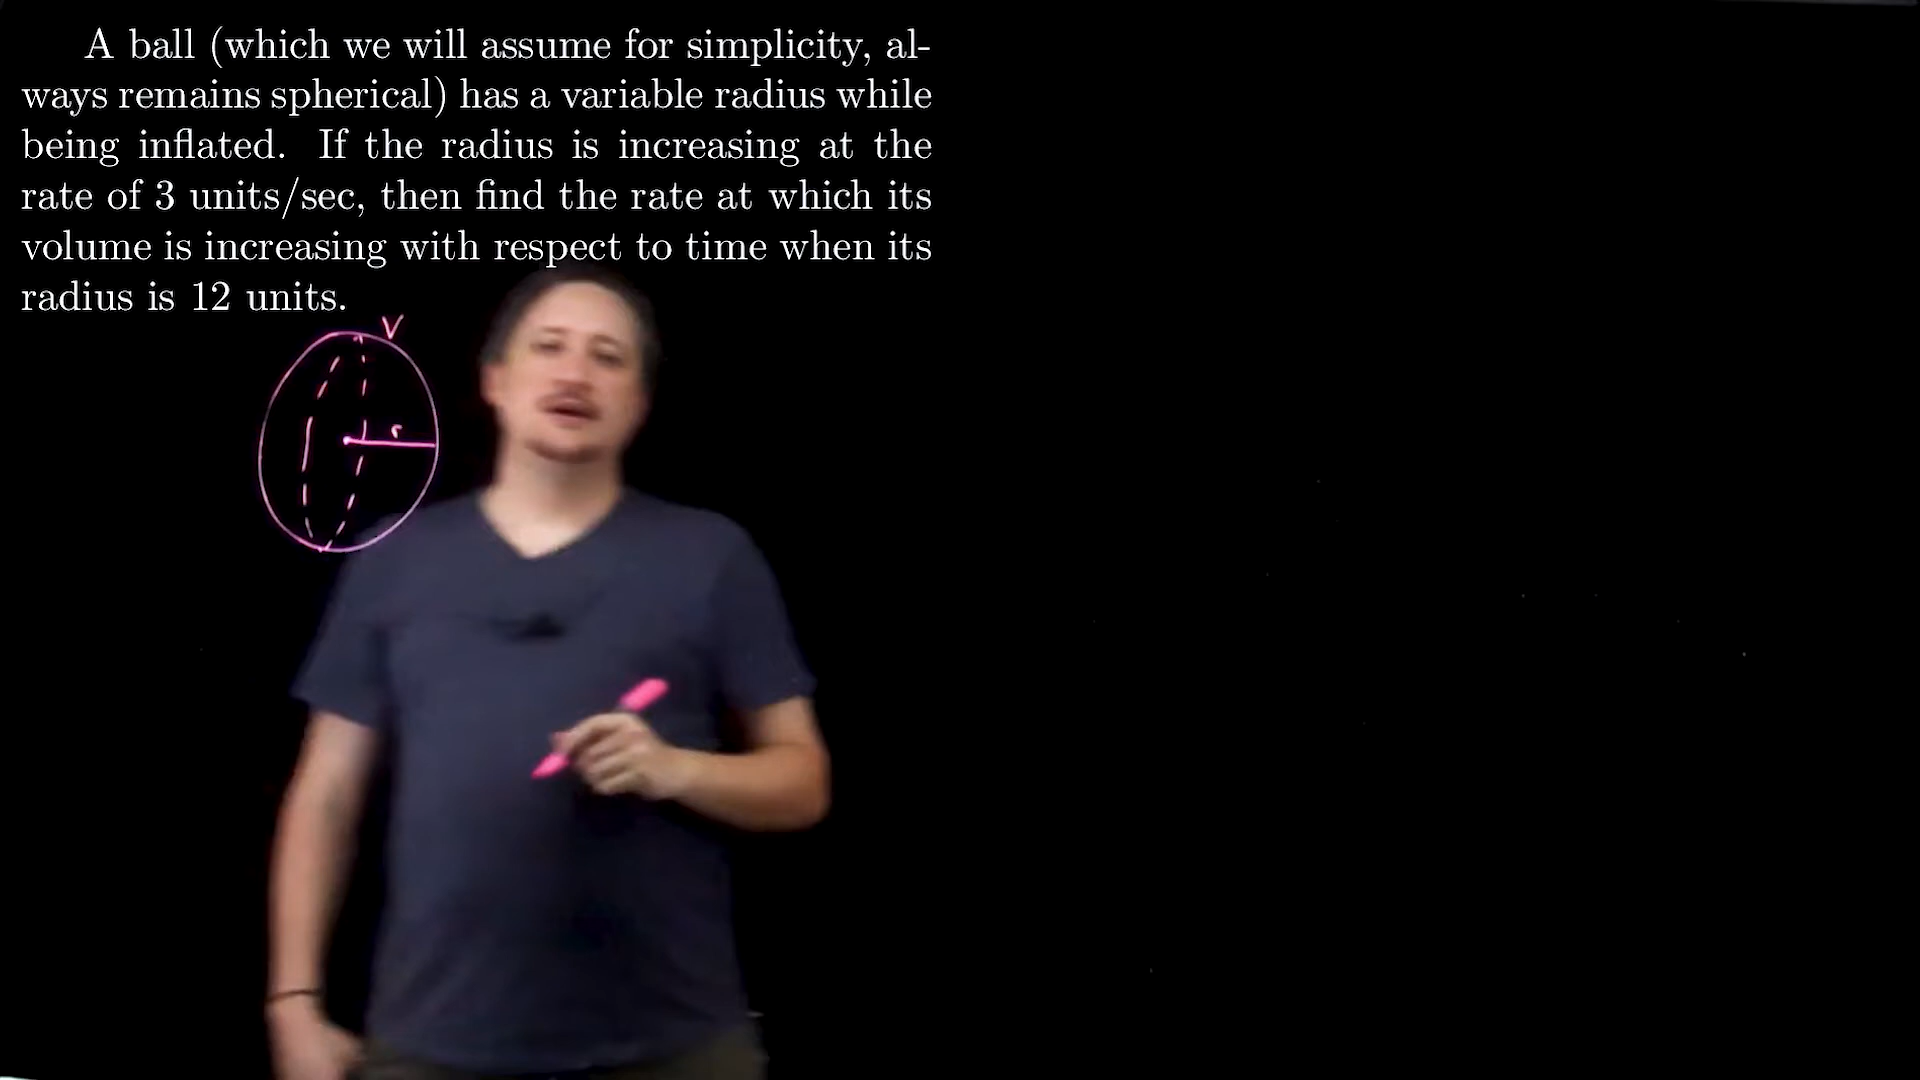 A ball (which we will assume for simplicity, al-
ways remains spherical) has a variable radius while
being inflated. If the radius is increasing at the
rate of 3 units/sec, then find the rate at which its
volume is increasing with respect to time when its
radius is 12 units.
V
r